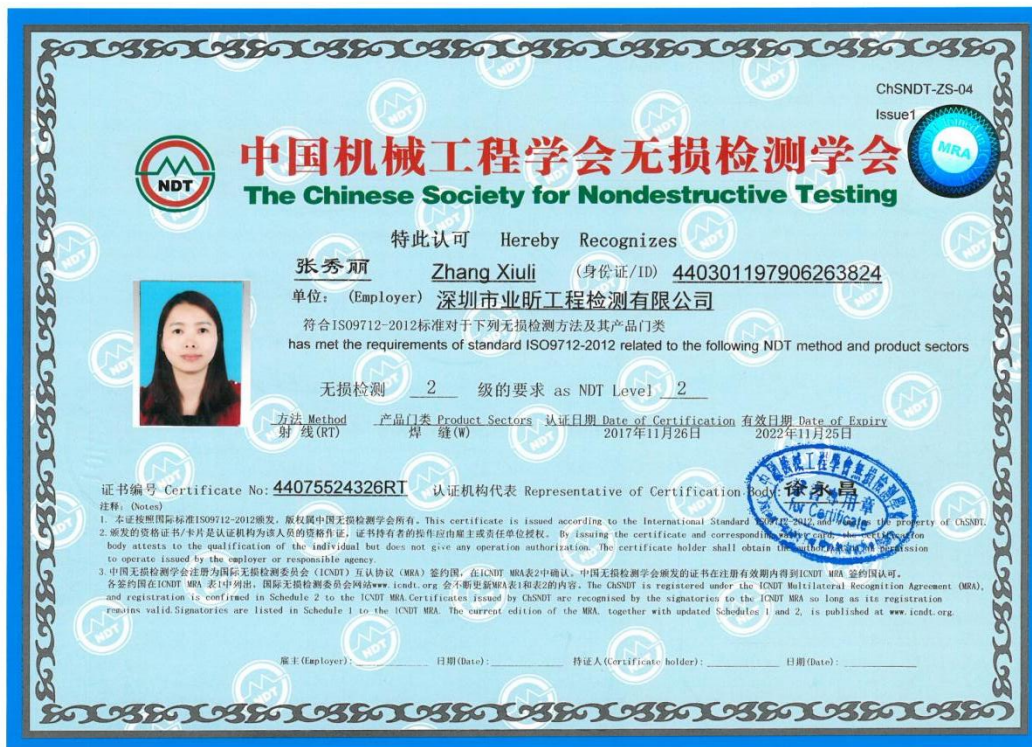 ChSNDT-ZS-04
Issue1
MRA
NDT
中国机械工程学会无损检测学会
The Chinese Society for Nondestructive Testing
特此认可 Hereby Recognizes
张秀丽 Zhang Xiuli (身份证/ID) 440301197906263824
单位: (Employer) 深圳市业昕工程检测有限公司
符合ISO9712-2012标准对于下列无损检测方法及其产品门类
has met the requirements of standard ISO9712-2012 related to the following NDT method and product sectors
无损检测 2 级的要求 as NDT Level 2
方法 Method 产品门类 Product Sectors 认证日期 Date of Certification 有效日期 Date of Expiry
射 线(RT) 焊 缝(W) 2017年11月26日 2022年11月25日
证书编号 Certificate No: 44075524326RT 认证机构代表 Representative of Certification Body: 徐永昌
for Certificate
注释: (Notes)
1. 本证按照国际标准ISO9712-2012颁发，版权属中国无损检测学会所有。This certificate is issued according to the International Standard ISO9712-2012, and is the property of ChSNDT.
2. 颁发的资格证书/卡片是认证机构为该人员的资格作证，证书持有者的操作应由雇主或责任单位授权。 By issuing the certificate and corresponding wallet card, the certification
body attests to the qualification of the individual but does not give any operation authorization. The certificate holder shall obtain the permission
to operate issued by the employer or responsible agency.
3. 中国无损检测学会注册为国际无损检测委员会（ICNDT）互认协议（MRA）签约国，在ICNDT MRA表2中确认。中国无损检测学会颁发的证书在注册有效期内得到ICNDT MRA 签约国认可。
各签约国在ICNDT MRA 表1中列出，国际无损检测委员会网站www.icndt.org 会不断更新MRA表1和表2的内容。The ChSNDT is registered under the ICNDT Multilateral Recognition Agreement (MRA),
and registration is confirmed in Schedule 2 to the ICNDT MRA.Certificates issued by ChSNDT are recognised by the signatories to the ICNDT MRA so long as its registration
remains valid.Signatories are listed in Schedule 1 to the ICNDT MRA. The current edition of the MRA, together with updated Schedules 1 and 2, is published at www.icndt.org.
雇主(Employer): 日期(Date): 持证人(Certificate holder): 日期(Date):